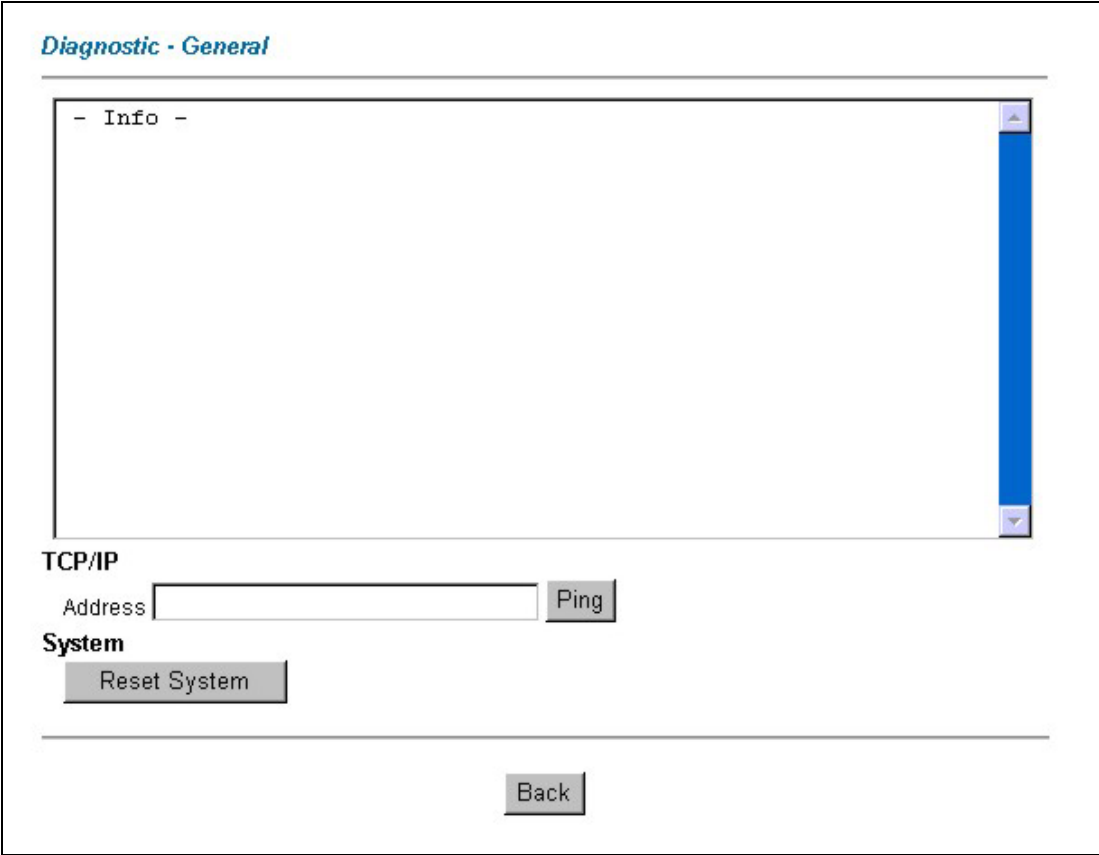 Diagnostic - General
- Info -
TCP/IP
Address Ping
System
Reset System
Back